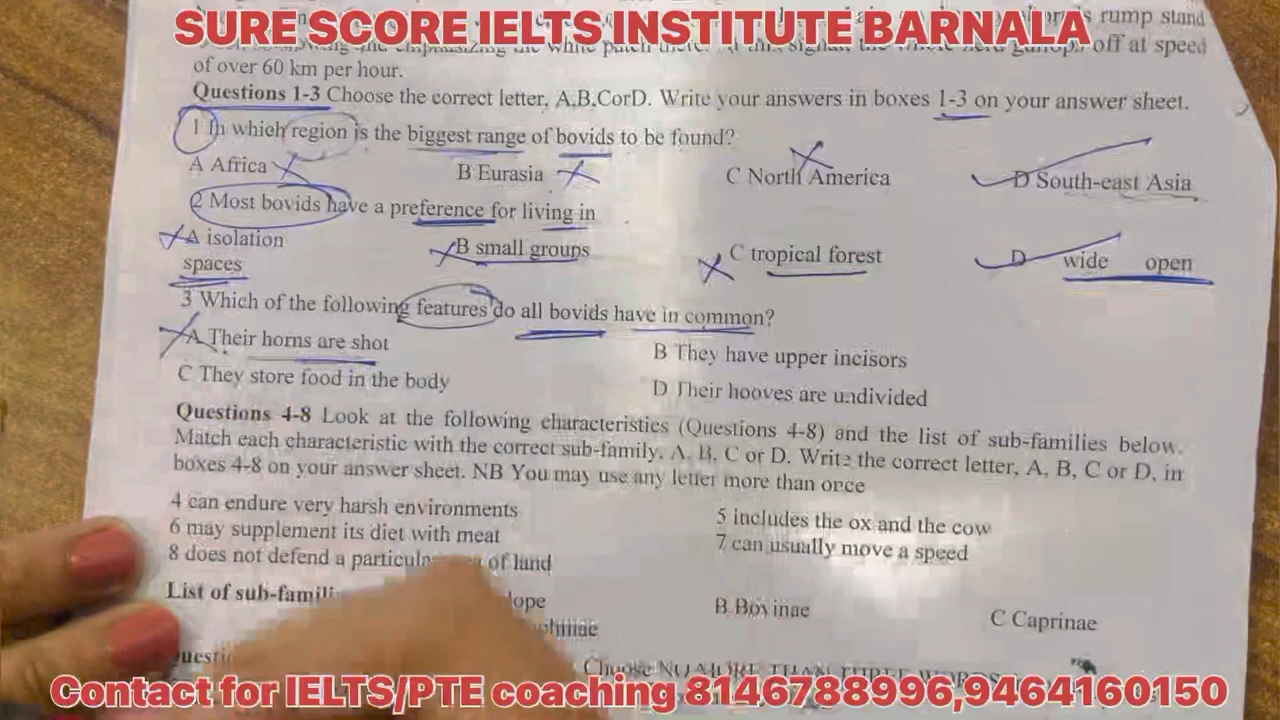 SURE SCORE IELTS INSTITUTE BARNALA
rump stand
off at speed
of over 60 km per hour.
Questions 1-3 Choose the correct letter, A,B,CorD. Write your answers in boxes 1-3 on your answer sheet.
1 In which region is the biggest range of bovids to be found?
A Africa B Eurasia C North America D South-east Asia
2 Most bovids have a preference for living in
A isolation B small groups C tropical forest D wide open
spaces
3 Which of the following features do all bovids have in common?
A Their horns are shot B They have upper incisors
C They store food in the body D Their hooves are undivided
Questions 4-8 Look at the following characteristics (Questions 4-8) and the list of sub-families below.
Match each characteristic with the correct sub-family, A, B, C or D. Write the correct letter, A, B, C or D, in
boxes 4-8 on your answer sheet. NB You may use any letter more than once
4 can endure very harsh environments 5 includes the ox and the cow
6 may supplement its diet with meat 7 can usually move a speed
8 does not defend a of land
List of B Bovinae C Caprinae
Choose THAN THREE WORDS
Contact for IELTS/PTE coaching 8146788996,9464160150